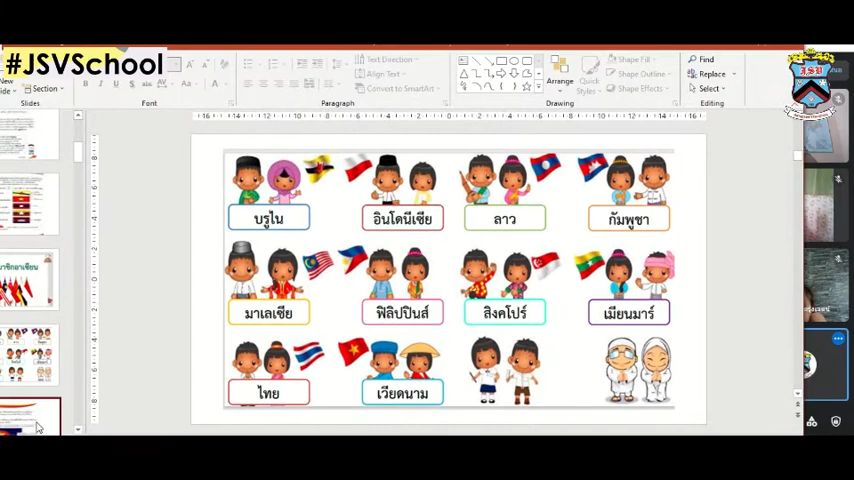 #JSVSchool
Text Direction
Align Text
Convert to SmartArt
Arrange
Quick
Styles
Shape Fill
Shape Outline
Shape Effects
Find
Replace
Select
Section
Slides
Font
Paragraph
Drawing
Editing
JSV
บรูไน
อินโดนีเซีย
ลาว
กัมพูชา
มาเลเซีย
ฟิลิปปินส์
สิงคโปร์
เมียนมาร์
ไทย
เวียดนาม